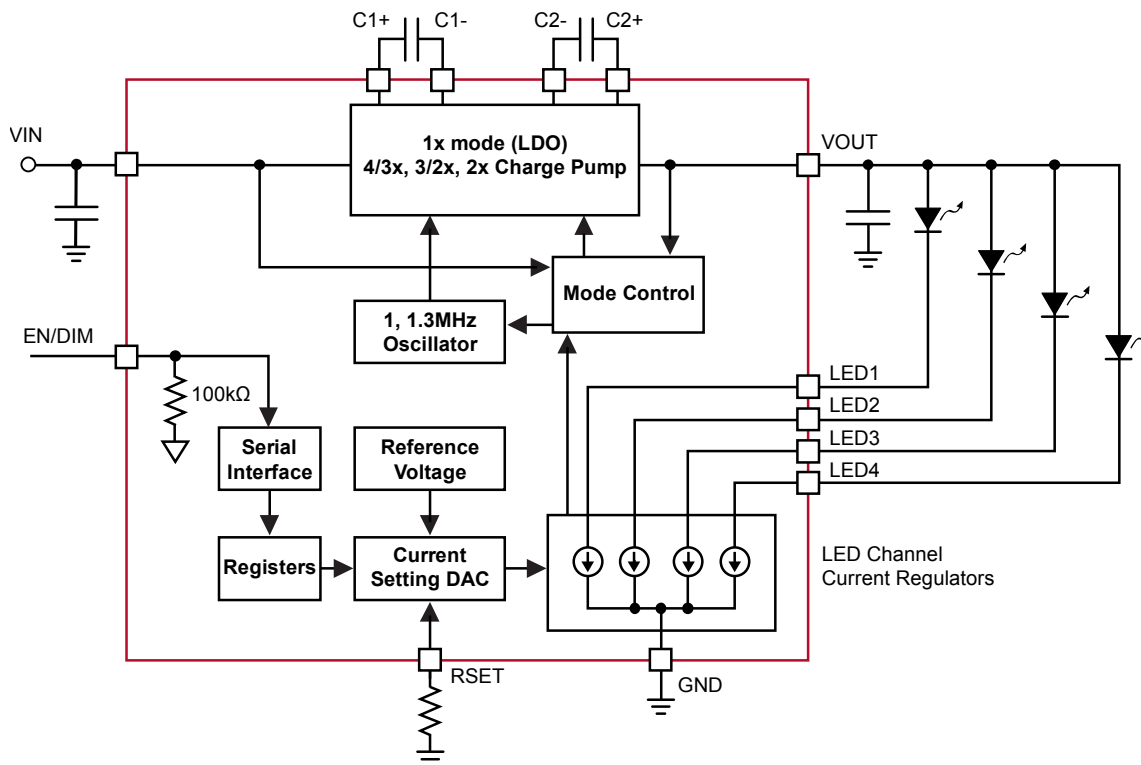 C1+
C1-
C2-
C2+
VIN
1x mode (LDO)
4/3x, 3/2x, 2x Charge Pump
VOUT
Mode Control
1, 1.3MHz
Oscillator
EN/DIM
100kΩ
LED1
LED2
LED3
LED4
Serial
Interface
Reference
Voltage
Registers
Current
Setting DAC
LED Channel
Current Regulators
RSET
GND